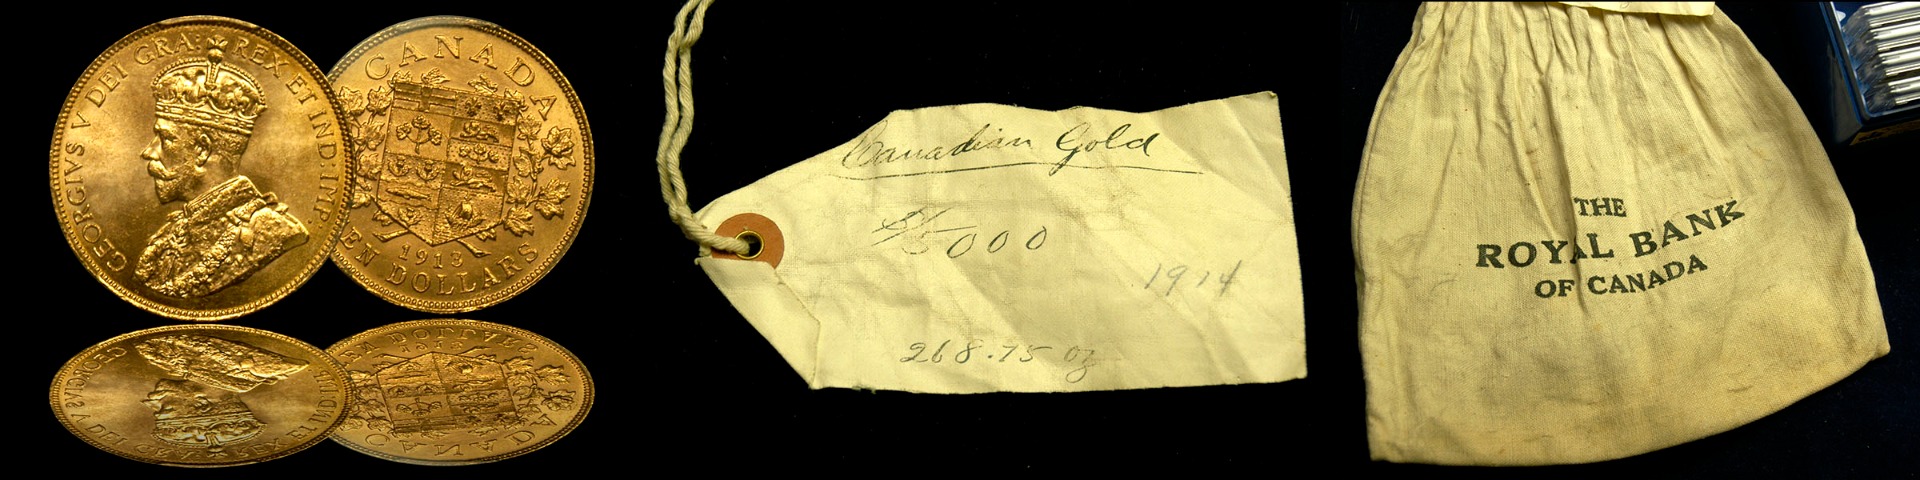 GEORGIVS V DEI GRA: REX ET IND: IMP:
CANADA
1913
EN DOLLARS
Canadian Gold
$5000
1914
268.75 oz
THE
ROYAL BANK
OF CANADA